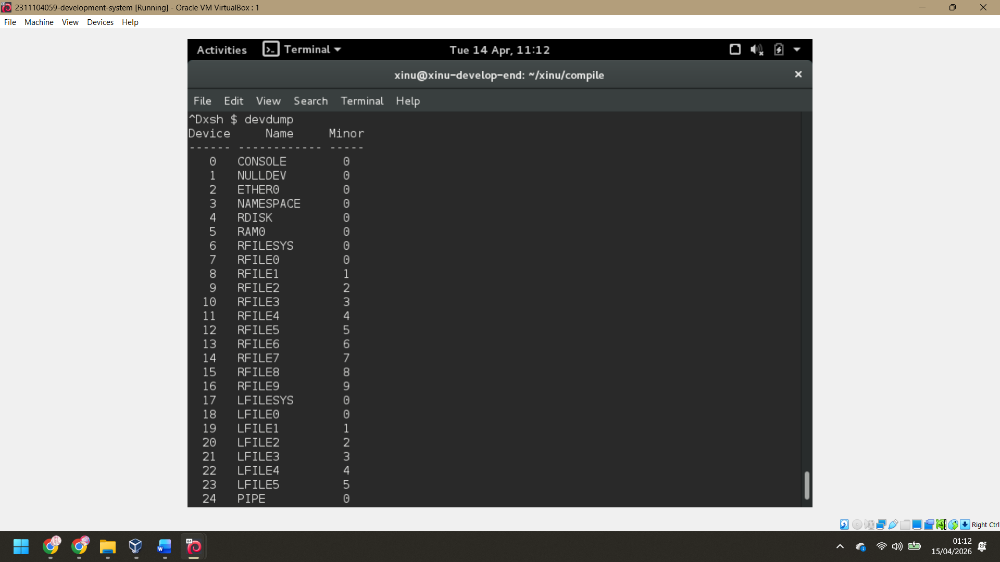 2311104059-development-system [Running] - Oracle VM VirtualBox : 1
File Machine View Devices Help
Activities Terminal Tue 14 Apr, 11:12
xinu@xinu-develop-end: ~/xinu/compile
File Edit View Search Terminal Help
^Dxsh $ devdump
Device Name Minor
------ ------------ -----
0 CONSOLE 0
1 NULLDEV 0
2 ETHER0 0
3 NAMESPACE 0
4 RDISK 0
5 RAM0 0
6 RFILESYS 0
7 RFILE0 0
8 RFILE1 1
9 RFILE2 2
10 RFILE3 3
11 RFILE4 4
12 RFILE5 5
13 RFILE6 6
14 RFILE7 7
15 RFILE8 8
16 RFILE9 9
17 LFILESYS 0
18 LFILE0 0
19 LFILE1 1
20 LFILE2 2
21 LFILE3 3
22 LFILE4 4
23 LFILE5 5
24 PIPE 0
Right Ctrl
01:12
15/04/2026